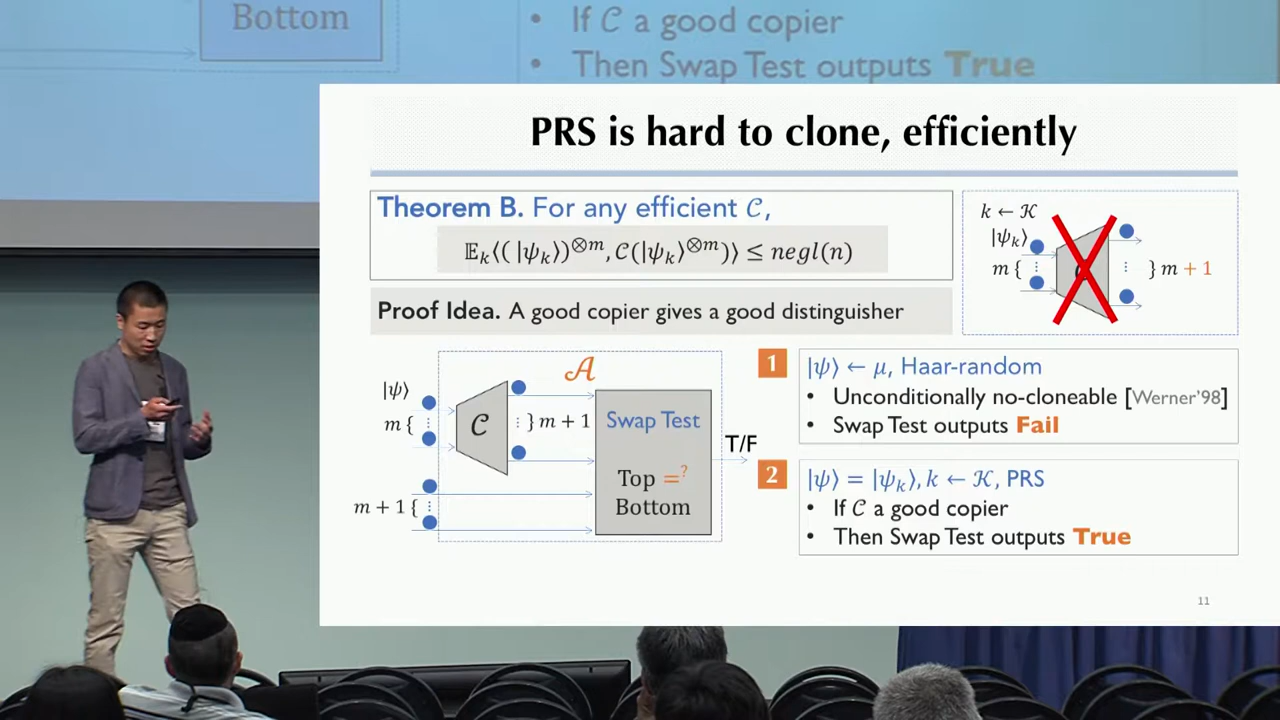 Bottom
• If 𝒞 a good copier
• Then Swap Test outputs True
PRS is hard to clone, efficiently
Theorem B. For any efficient 𝒞,
𝔼ₖ⟨(|ψₖ⟩)^{⊗m}, 𝒞(|ψₖ⟩^{⊗m})⟩ ≤ negl(n)
k ← 𝒦
|ψₖ⟩
m {
⋮
⋮
} m + 1
Proof Idea. A good copier gives a good distinguisher
𝒜
|ψ⟩
m {
⋮
𝒞
⋮ } m + 1
Swap Test
Top =?
Bottom
T/F
m + 1 {
⋮
1
|ψ⟩ ← μ, Haar-random
• Unconditionally no-cloneable [Werner'98]
• Swap Test outputs Fail
2
|ψ⟩ = |ψₖ⟩, k ← 𝒦, PRS
• If 𝒞 a good copier
• Then Swap Test outputs True
11